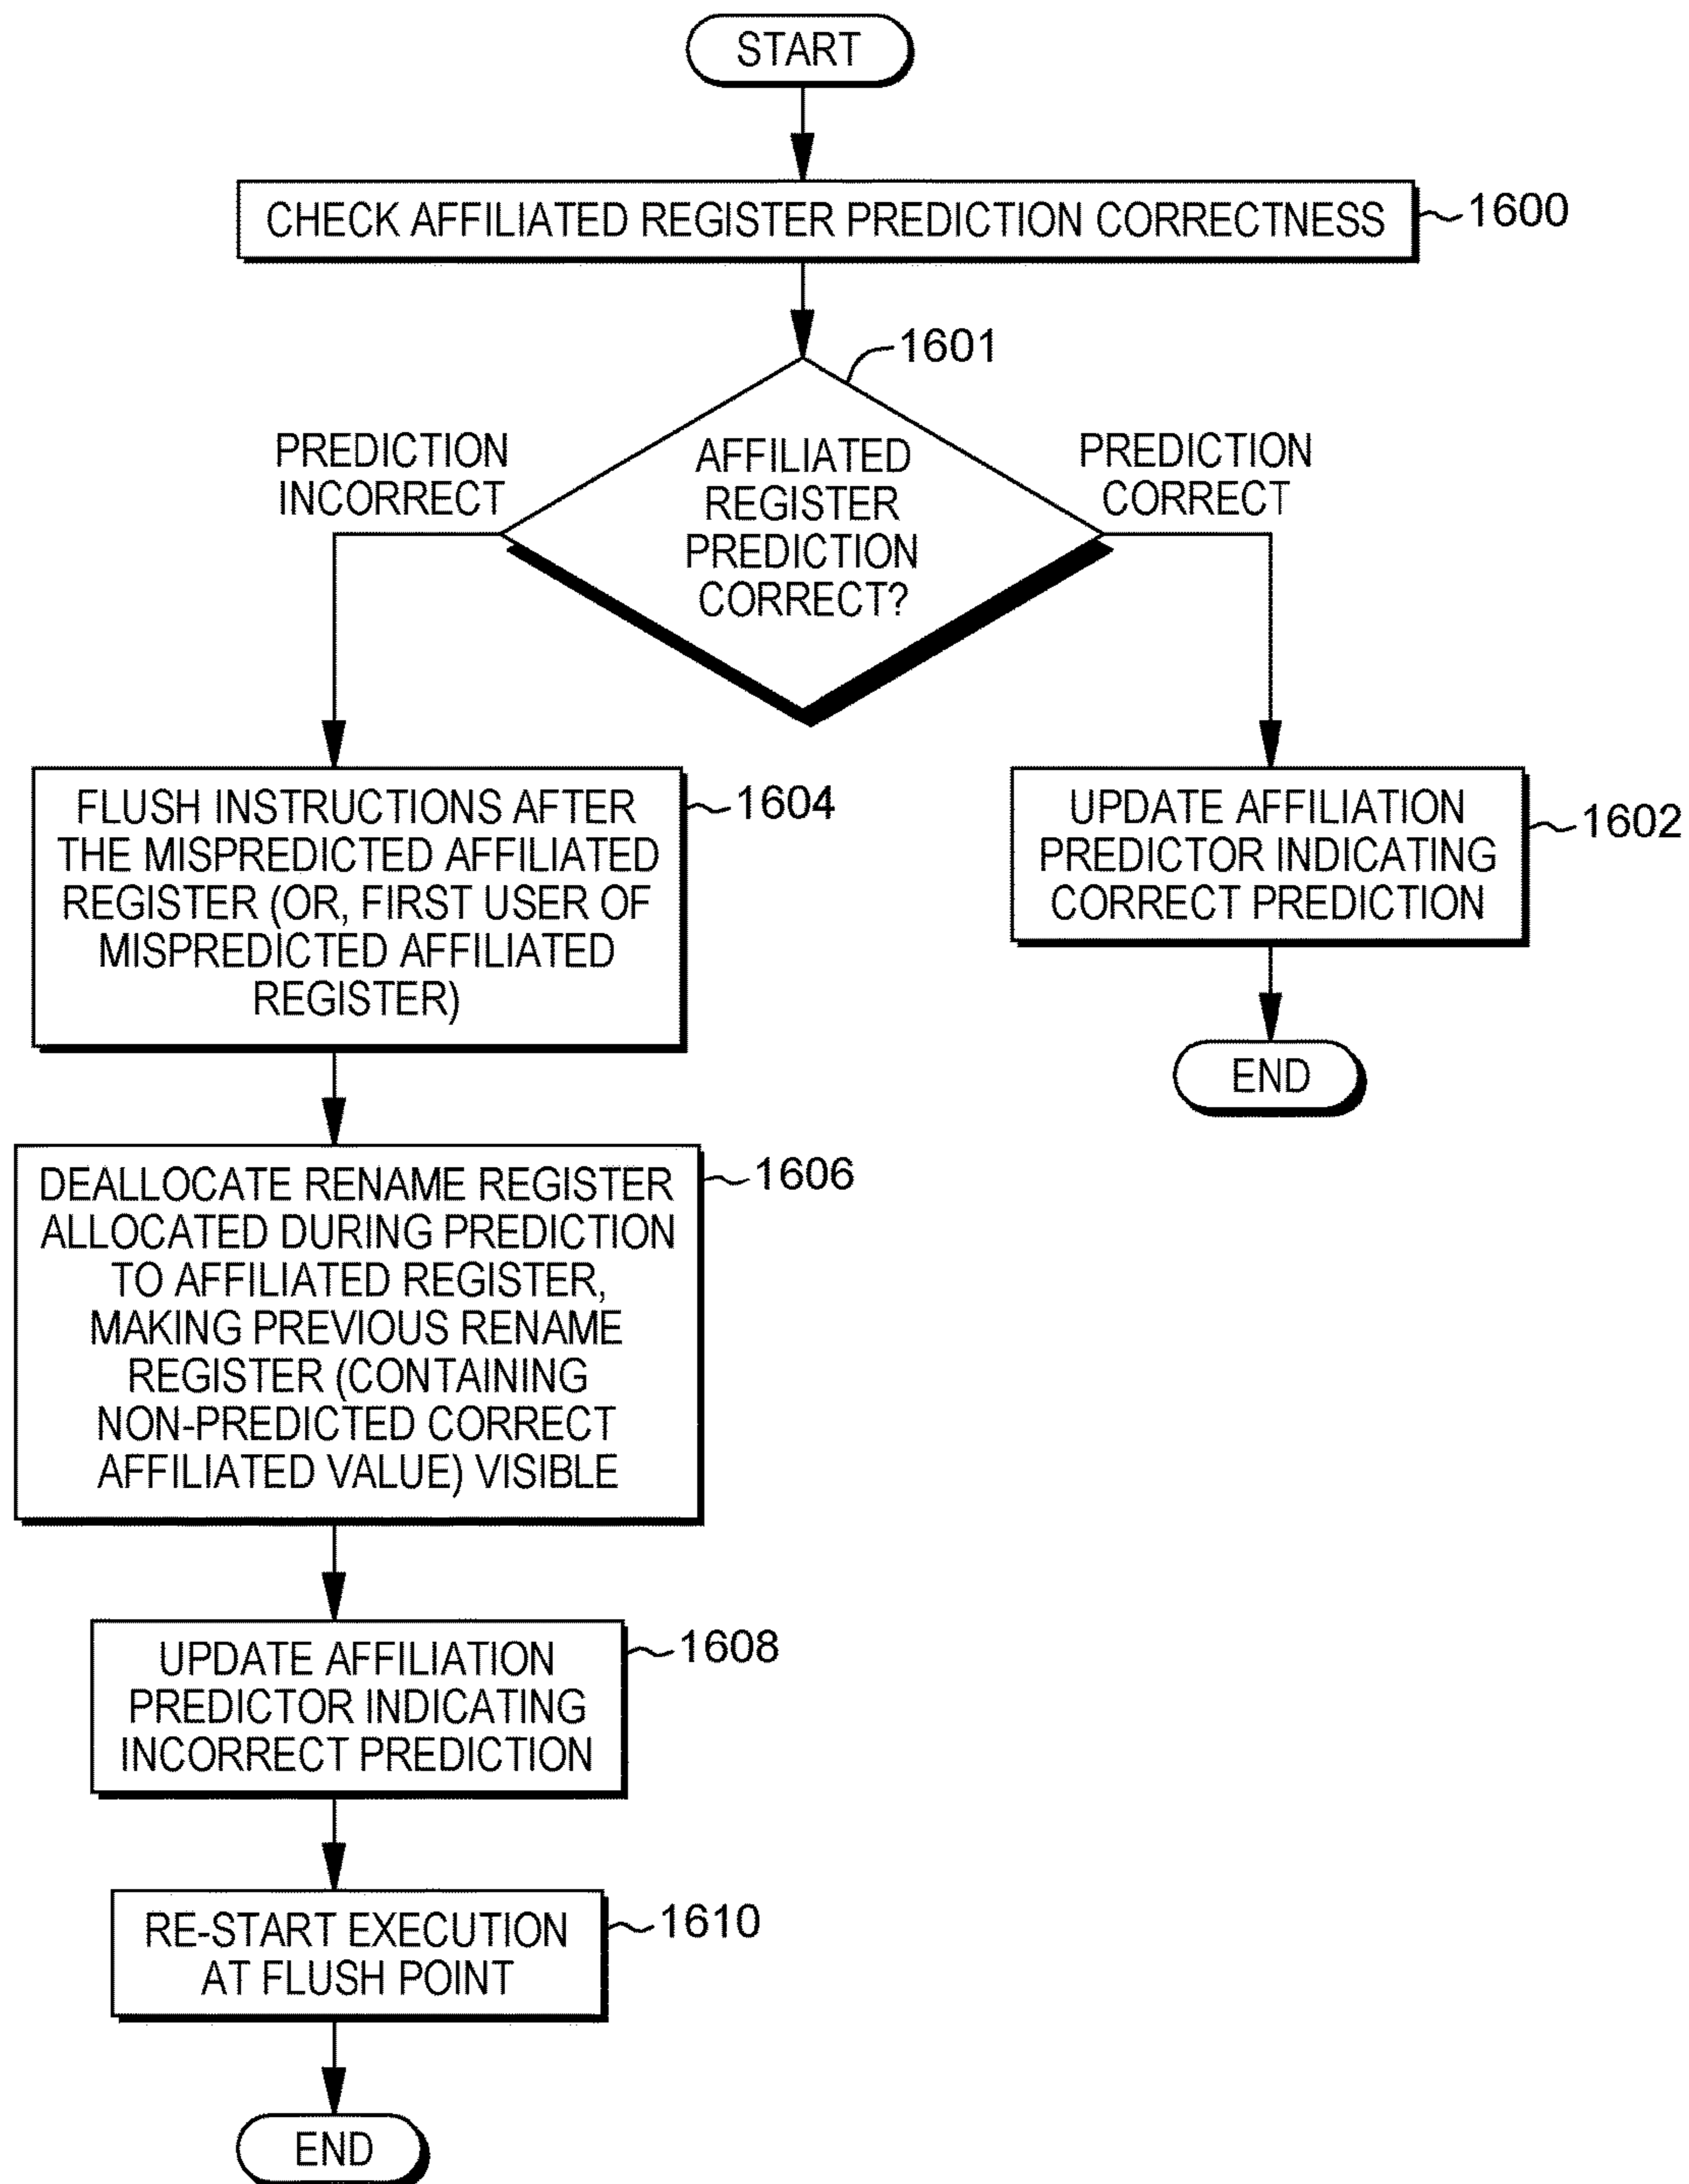 START
CHECK AFFILIATED REGISTER PREDICTION CORRECTNESS
1600
1601
AFFILIATED
REGISTER
PREDICTION
CORRECT?
PREDICTION
INCORRECT
PREDICTION
CORRECT
FLUSH INSTRUCTIONS AFTER
THE MISPREDICTED AFFILIATED
REGISTER (OR, FIRST USER OF
MISPREDICTED AFFILIATED
REGISTER)
1604
UPDATE AFFILIATION
PREDICTOR INDICATING
CORRECT PREDICTION
1602
END
DEALLOCATE RENAME REGISTER
ALLOCATED DURING PREDICTION
TO AFFILIATED REGISTER,
MAKING PREVIOUS RENAME
REGISTER (CONTAINING
NON-PREDICTED CORRECT
AFFILIATED VALUE) VISIBLE
1606
UPDATE AFFILIATION
PREDICTOR INDICATING
INCORRECT PREDICTION
1608
RE-START EXECUTION
AT FLUSH POINT
1610
END